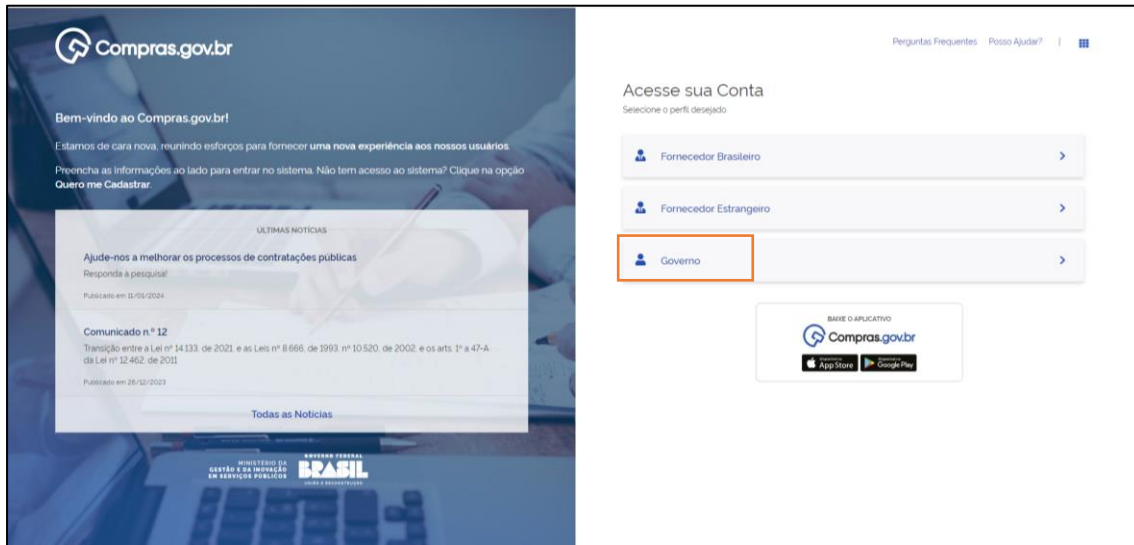 Compras.gov.br
Bem-vindo ao Compras.gov.br!
Estamos de cara nova, reunindo esforços para fornecer uma nova experiência aos nossos usuários.
Preencha as informações ao lado para entrar no sistema. Não tem acesso ao sistema? Clique na opção
Quero me Cadastrar.
ÚLTIMAS NOTÍCIAS
Ajude-nos a melhorar os processos de contratações públicas
Responda à pesquisa!
Publicado em 11/01/2024
Comunicado n.º 12
Transição entre a Lei nº 14.133, de 2021, e as Leis nº 8.666, de 1993, nº 10.520, de 2002, e os arts. 1º a 47-A
da Lei nº 12.462, de 2011
Publicado em 26/12/2023
Todas as Notícias
MINISTÉRIO DA
GESTÃO E DA INOVAÇÃO
EM SERVIÇOS PÚBLICOS
GOVERNO FEDERAL
BRASIL
UNIÃO E RECONSTRUÇÃO
Perguntas Frequentes Posso Ajudar? |
Acesse sua Conta
Selecione o perfil desejado
Fornecedor Brasileiro
Fornecedor Estrangeiro
Governo
BAIXE O APLICATIVO
Compras.gov.br
Disponível na
App Store
Disponível no
Google Play